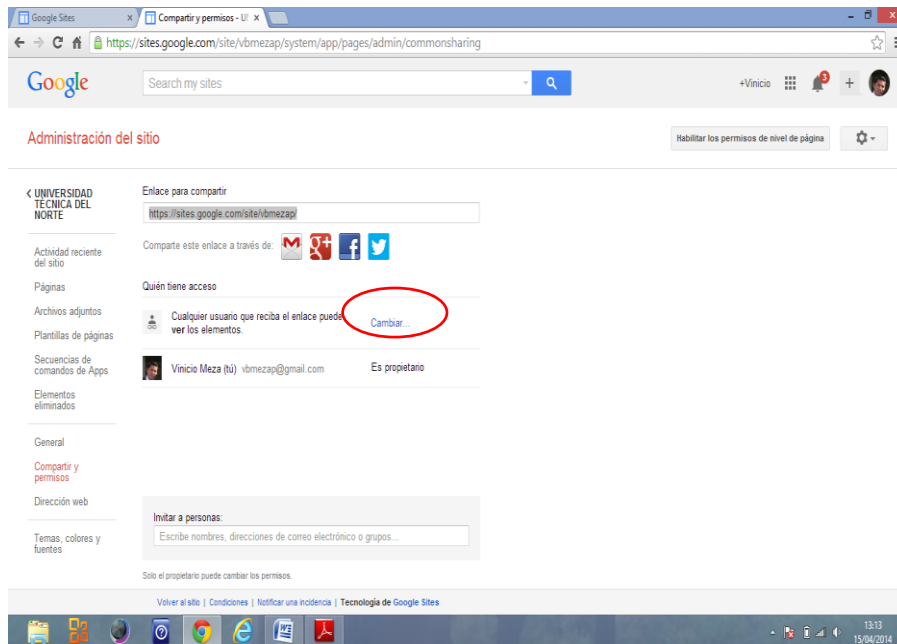 Google Sites
Compartir y permisos - UI
https://sites.google.com/site/vbmezap/system/app/pages/admin/commonsharing
Google
Search my sites
+Vinicio
3
+
Administración del sitio
Habilitar los permisos de nivel de página
UNIVERSIDAD
TÉCNICA DEL
NORTE
Actividad reciente
del sitio
Páginas
Archivos adjuntos
Plantillas de páginas
Secuencias de
comandos de Apps
Elementos
eliminados
General
Compartir y
permisos
Dirección web
Temas, colores y
fuentes
Enlace para compartir
https://sites.google.com/site/vbmezap/
Comparte este enlace a través de:
Quién tiene acceso
Cualquier usuario que reciba el enlace puede
ver los elementos.
Cambiar...
Vinicio Meza (tú) vbmezap@gmail.com
Es propietario
Invitar a personas:
Escribe nombres, direcciones de correo electrónico o grupos...
Solo el propietario puede cambiar los permisos.
Volver al sitio | Condiciones | Notificar una incidencia | Tecnología de Google Sites
13:13
15/04/2014